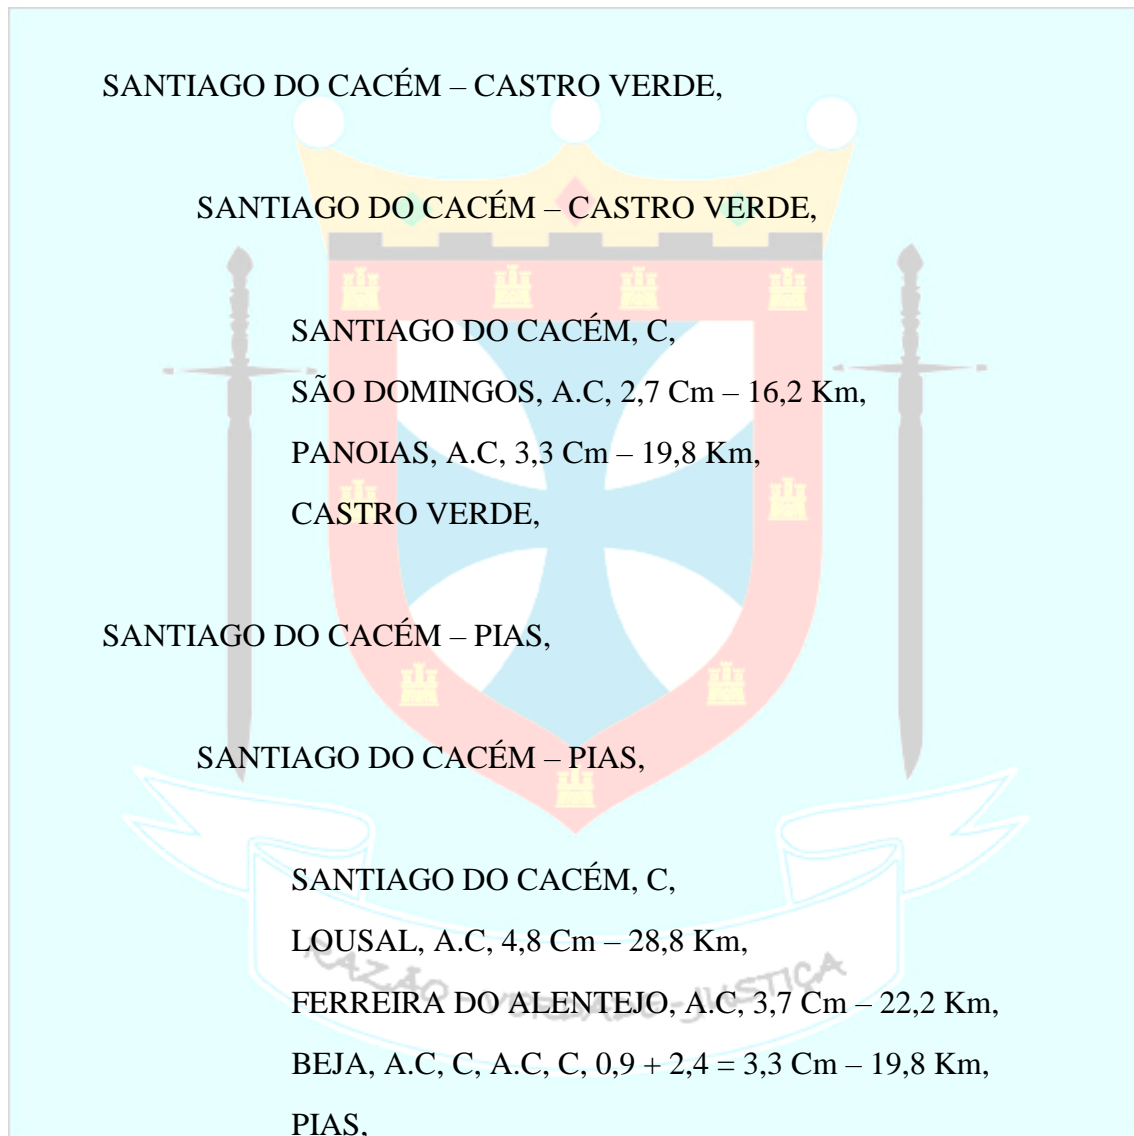 SANTIAGO DO CACÉM – CASTRO VERDE,
SANTIAGO DO CACÉM – CASTRO VERDE,
SANTIAGO DO CACÉM, C,
SÃO DOMINGOS, A.C, 2,7 Cm – 16,2 Km,
PANOIAS, A.C, 3,3 Cm – 19,8 Km,
CASTRO VERDE,
SANTIAGO DO CACÉM – PIAS,
SANTIAGO DO CACÉM – PIAS,
SANTIAGO DO CACÉM, C,
LOUSAL, A.C, 4,8 Cm – 28,8 Km,
RAZÃO - VERDADE - JUSTIÇA
FERREIRA DO ALENTEJO, A.C, 3,7 Cm – 22,2 Km,
BEJA, A.C, C, A.C, C, 0,9 + 2,4 = 3,3 Cm – 19,8 Km,
PIAS,